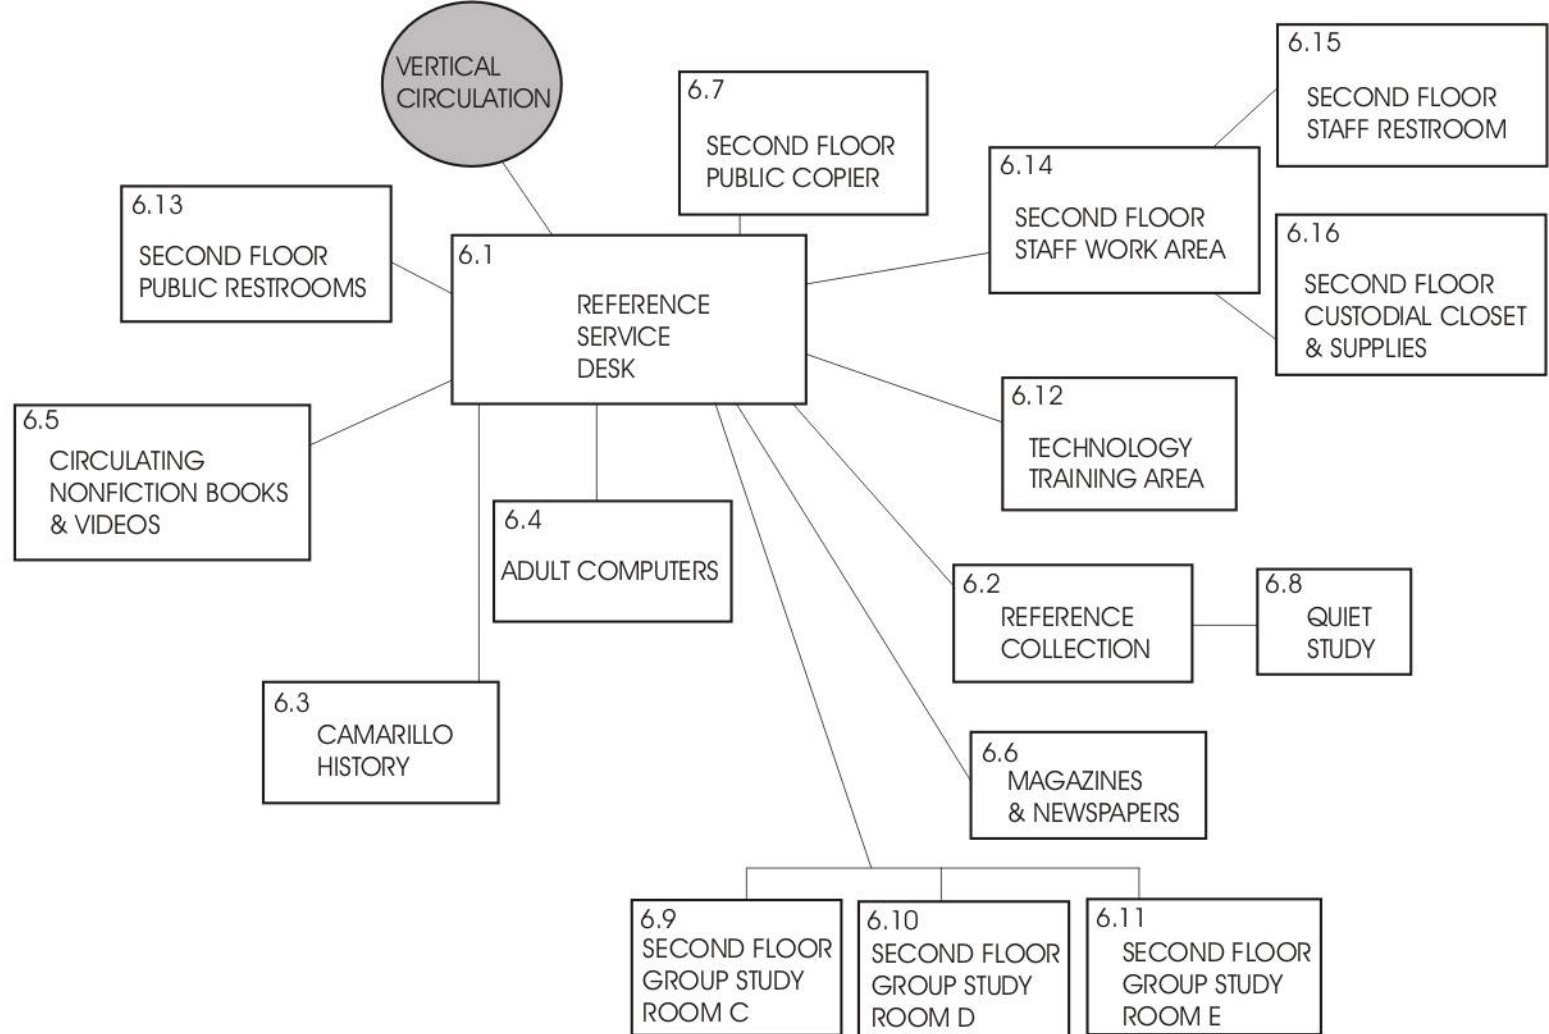 VERTICAL
CIRCULATION
6.7
SECOND FLOOR
PUBLIC COPIER
6.15
SECOND FLOOR
STAFF RESTROOM
6.14
SECOND FLOOR
STAFF WORK AREA
6.13
SECOND FLOOR
PUBLIC RESTROOMS
6.1
REFERENCE
SERVICE
DESK
6.16
SECOND FLOOR
CUSTODIAL CLOSET
& SUPPLIES
6.12
TECHNOLOGY
TRAINING AREA
6.5
CIRCULATING
NONFICTION BOOKS
& VIDEOS
6.4
ADULT COMPUTERS
6.2
REFERENCE
COLLECTION
6.8
QUIET
STUDY
6.3
CAMARILLO
HISTORY
6.6
MAGAZINES
& NEWSPAPERS
6.9
SECOND FLOOR
GROUP STUDY
ROOM C
6.10
SECOND FLOOR
GROUP STUDY
ROOM D
6.11
SECOND FLOOR
GROUP STUDY
ROOM E